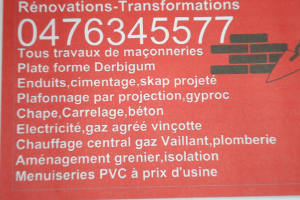 Rénovations-Transformations
0476345577
Tous travaux de maçonneries
Plate forme Derbigum
Enduits,cimentage,skap projeté
Plafonnage par projection,gyproc
Chape,Carrelage,béton
Electricité,gaz agréé vinçotte
Chauffage central gaz Vaillant,plomberie
Aménagement grenier,isolation
Menuiseries PVC à prix d'usine